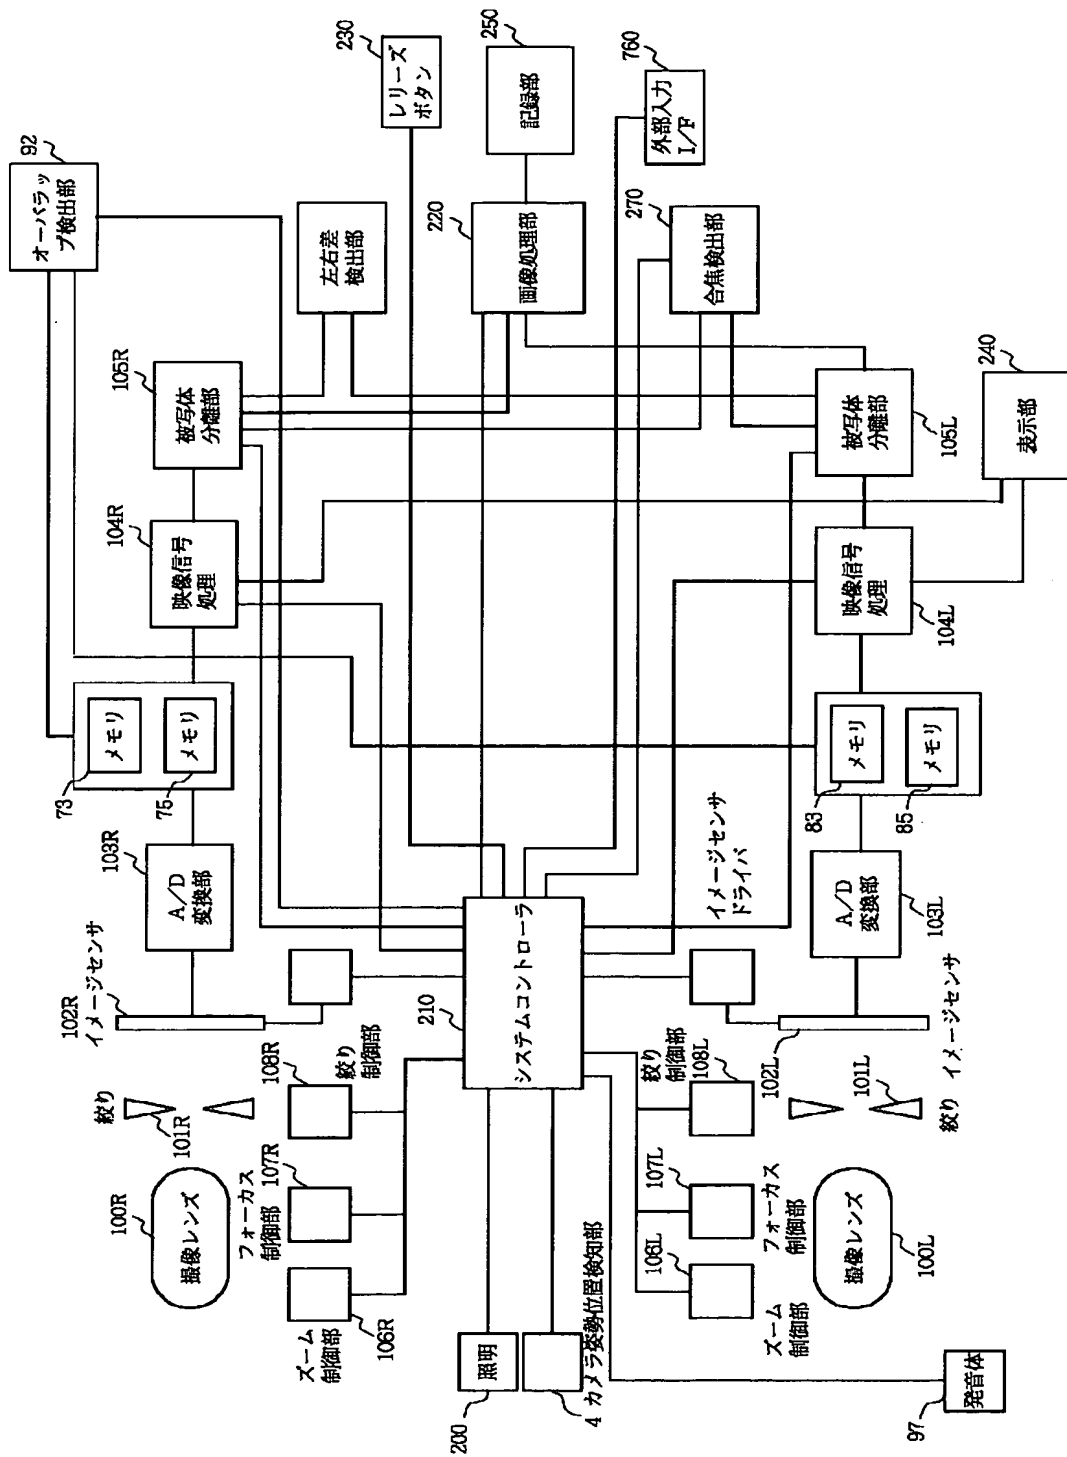 撮像レンズ
100R
絞り
101R
102R
イメージセンサ
103R
A/D
変換部
73
メモリ
75
メモリ
104R
映像信号
処理
105R
被写体
分離部
オーバラッ
プ検出部
92
ズーム
制御部
106R
フォーカス
制御部
107R
108R
絞り
制御部
左右差
検出部
レリーズ
ボタン
230
照明
200
4 カメラ姿勢位置検知部
210
システムコントローラ
220
画像処理部
記録部
250
270
合焦検出部
外部入力
I/F
760
ズーム
制御部
106L
フォーカス
制御部
107L
絞り
制御部
108L
イメージセンサ
ドライバ
撮像レンズ
100L
絞り
101L
102L
イメージセンサ
A/D
変換部
103L
83
メモリ
85
メモリ
映像信号
処理
104L
被写体
分離部
105L
表示部
240
97
発音体